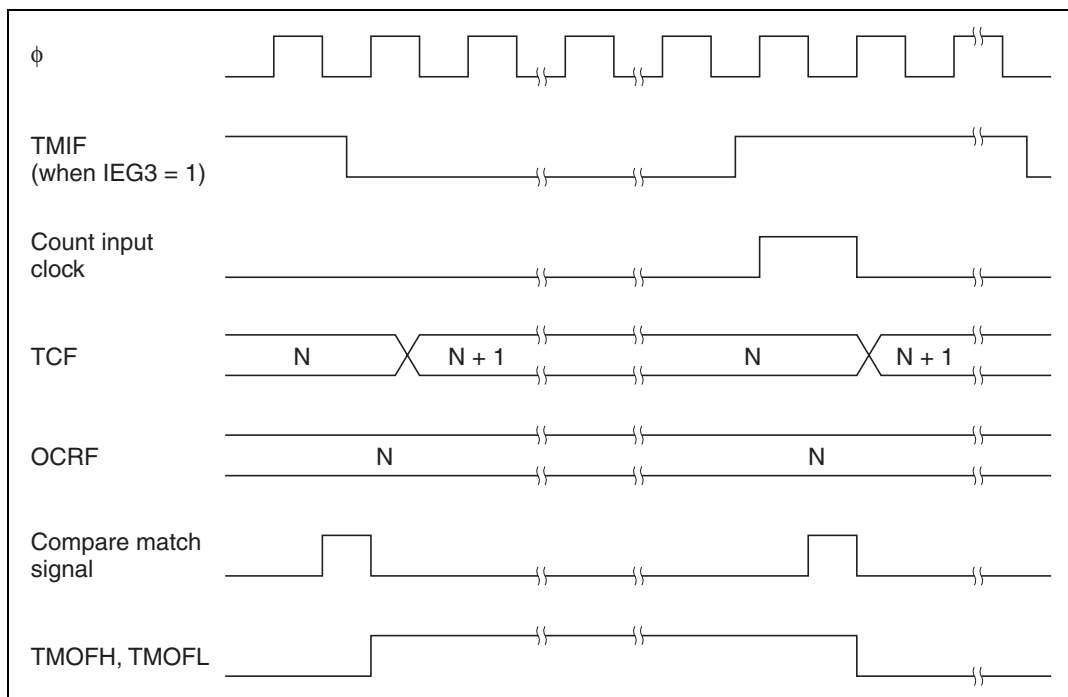 ϕ
TMIF
(when IEG3 = 1)
Count input
clock
TCF
N
N + 1
N
N + 1
OCRF
N
N
Compare match
signal
TMOFH, TMOFL